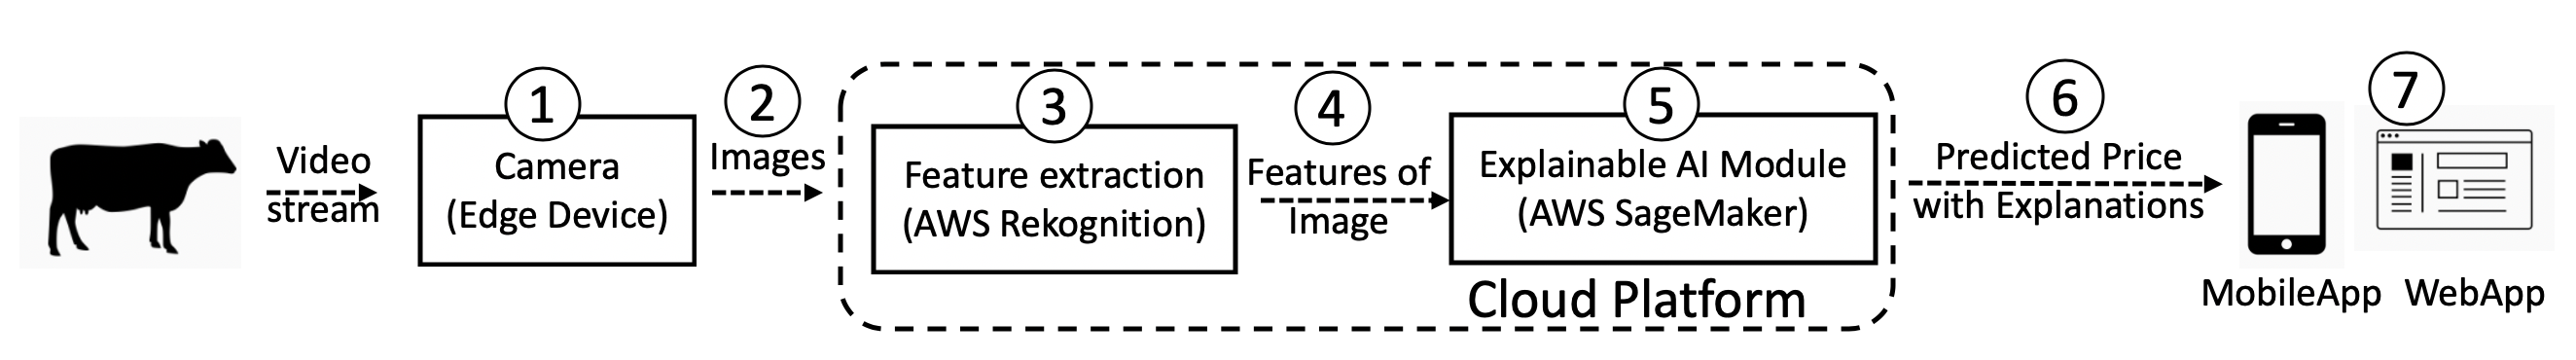 Video
stream
1
Camera
(Edge Device)
2
Images
3
Feature extraction
(AWS Rekognition)
4
Features of
Image
5
Explainable AI Module
(AWS SageMaker)
Cloud Platform
6
Predicted Price
with Explanations
7
MobileApp WebApp